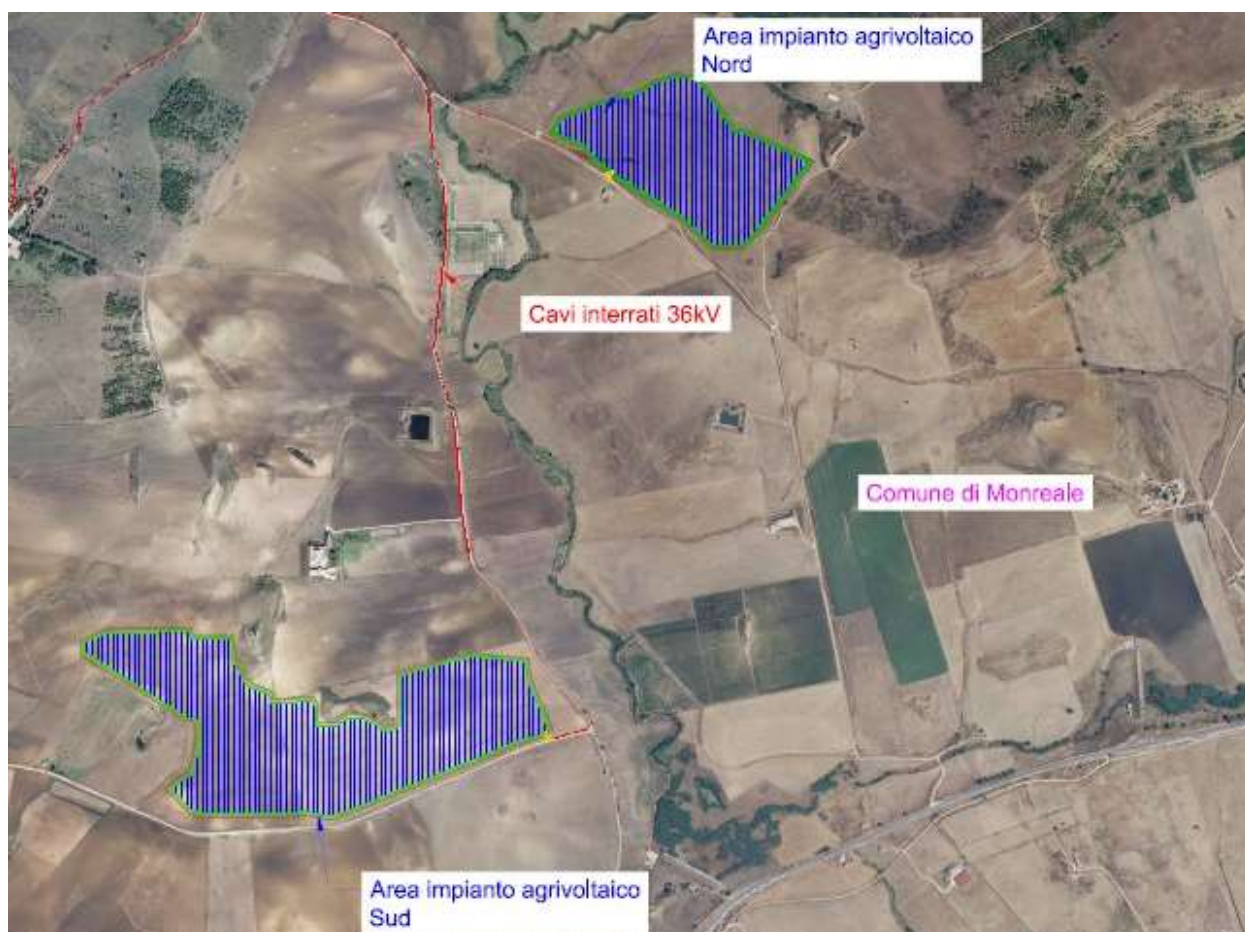 Area impianto agrivoltaico
Nord
Cavi interrati 36kV
Comune di Monreale
Area impianto agrivoltaico
Sud